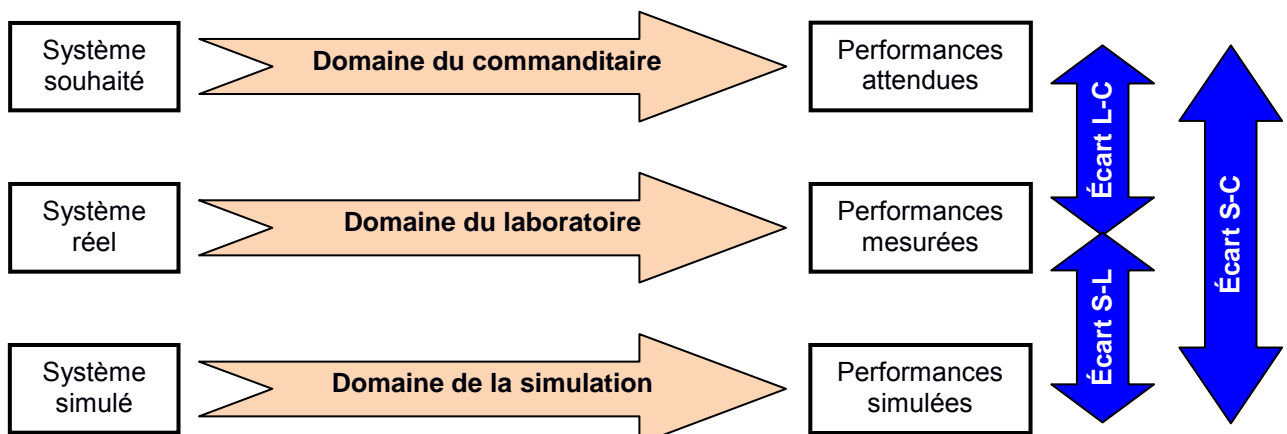 Système
souhaité
Domaine du commanditaire
Performances
attendues
Écart L-C
Écart S-C
Système
réel
Domaine du laboratoire
Performances
mesurées
Écart S-L
Système
simulé
Domaine de la simulation
Performances
simulées